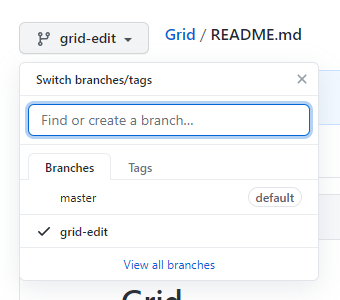 grid-edit
Grid / README.md
Switch branches/tags
Find or create a branch...
Branches
Tags
master
default
grid-edit
View all branches
Grid